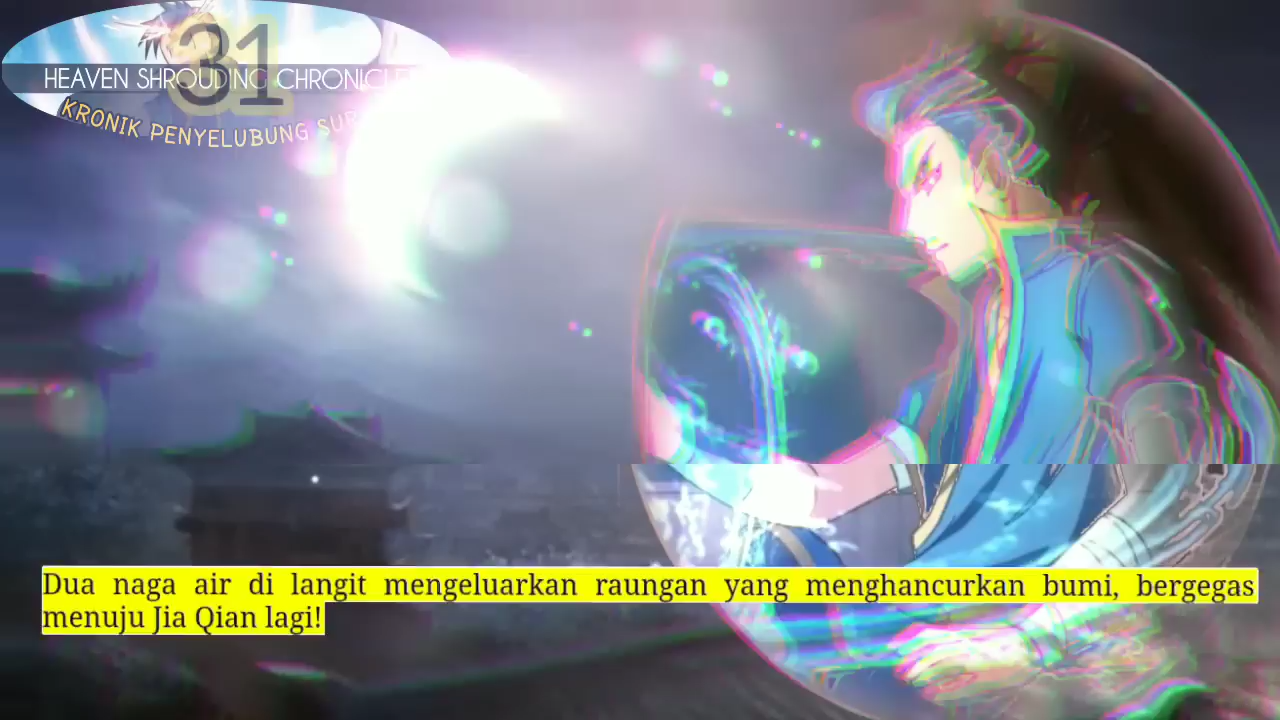 31
HEAVEN SHROUDING
KRONIK PENYELUBUNG
Dua naga air di langit mengeluarkan raungan yang menghancurkan bumi, bergegas
menuju Jia Qian lagi!